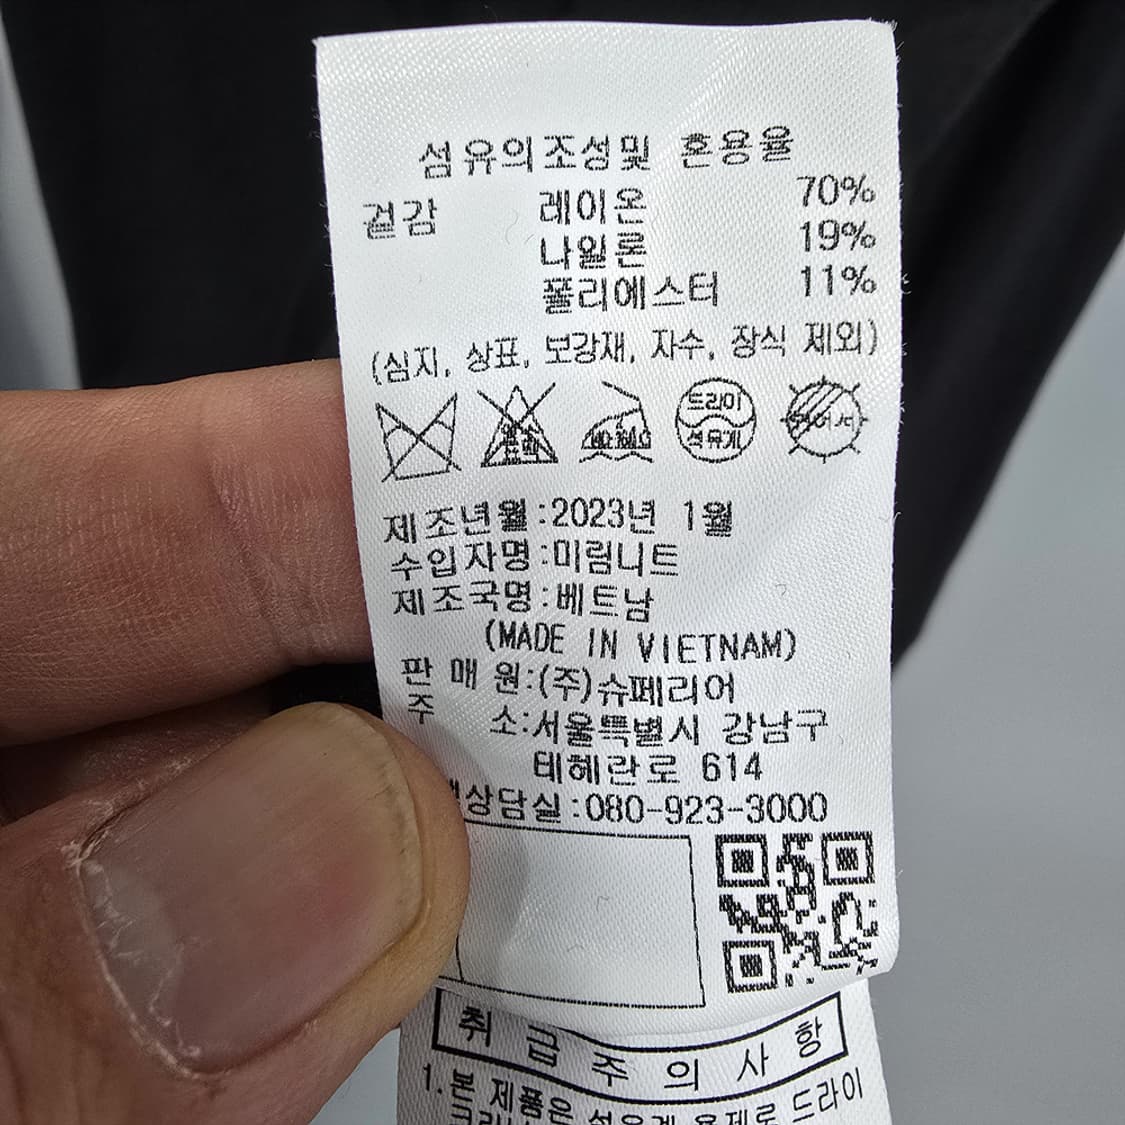 섬유의조성및 혼용율
겉감 레이온 70%
나일론 19%
폴리에스터 11%
(심지, 상표, 보강재, 자수, 장식 제외)
드라이
석유계
제조년월:2023년 1월
수입자명:미림니트
제조국명:베트남
(MADE IN VIETNAM)
판 매 원:(주)슈페리어
주 소:서울특별시 강남구
테헤란로 614
상담실:080-923-3000
취급주의사항
1.본 제품은 석유계 용제로 드라이